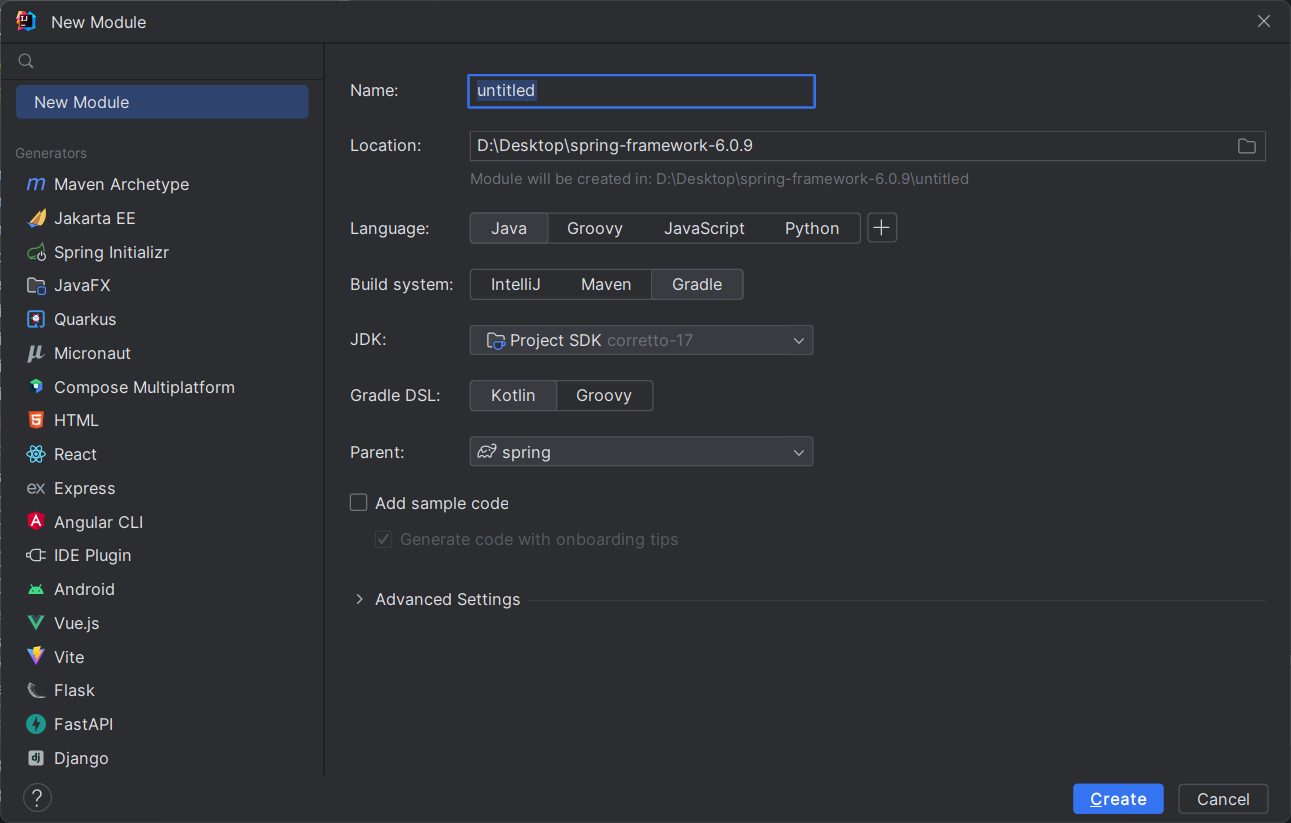 New Module
New Module
Generators
Maven Archetype
Jakarta EE
Spring Initializr
JavaFX
Quarkus
Micronaut
Compose Multiplatform
HTML
React
Express
Angular CLI
IDE Plugin
Android
Vue.js
Vite
Flask
FastAPI
Django
Name: untitled
Location: D:\Desktop\spring-framework-6.0.9
Module will be created in: D:\Desktop\spring-framework-6.0.9\untitled
Language: Java Groovy JavaScript Python
Build system: IntelliJ Maven Gradle
JDK: Project SDK corretto-17
Gradle DSL: Kotlin Groovy
Parent: spring
Add sample code
Generate code with onboarding tips
Advanced Settings
? Create Cancel